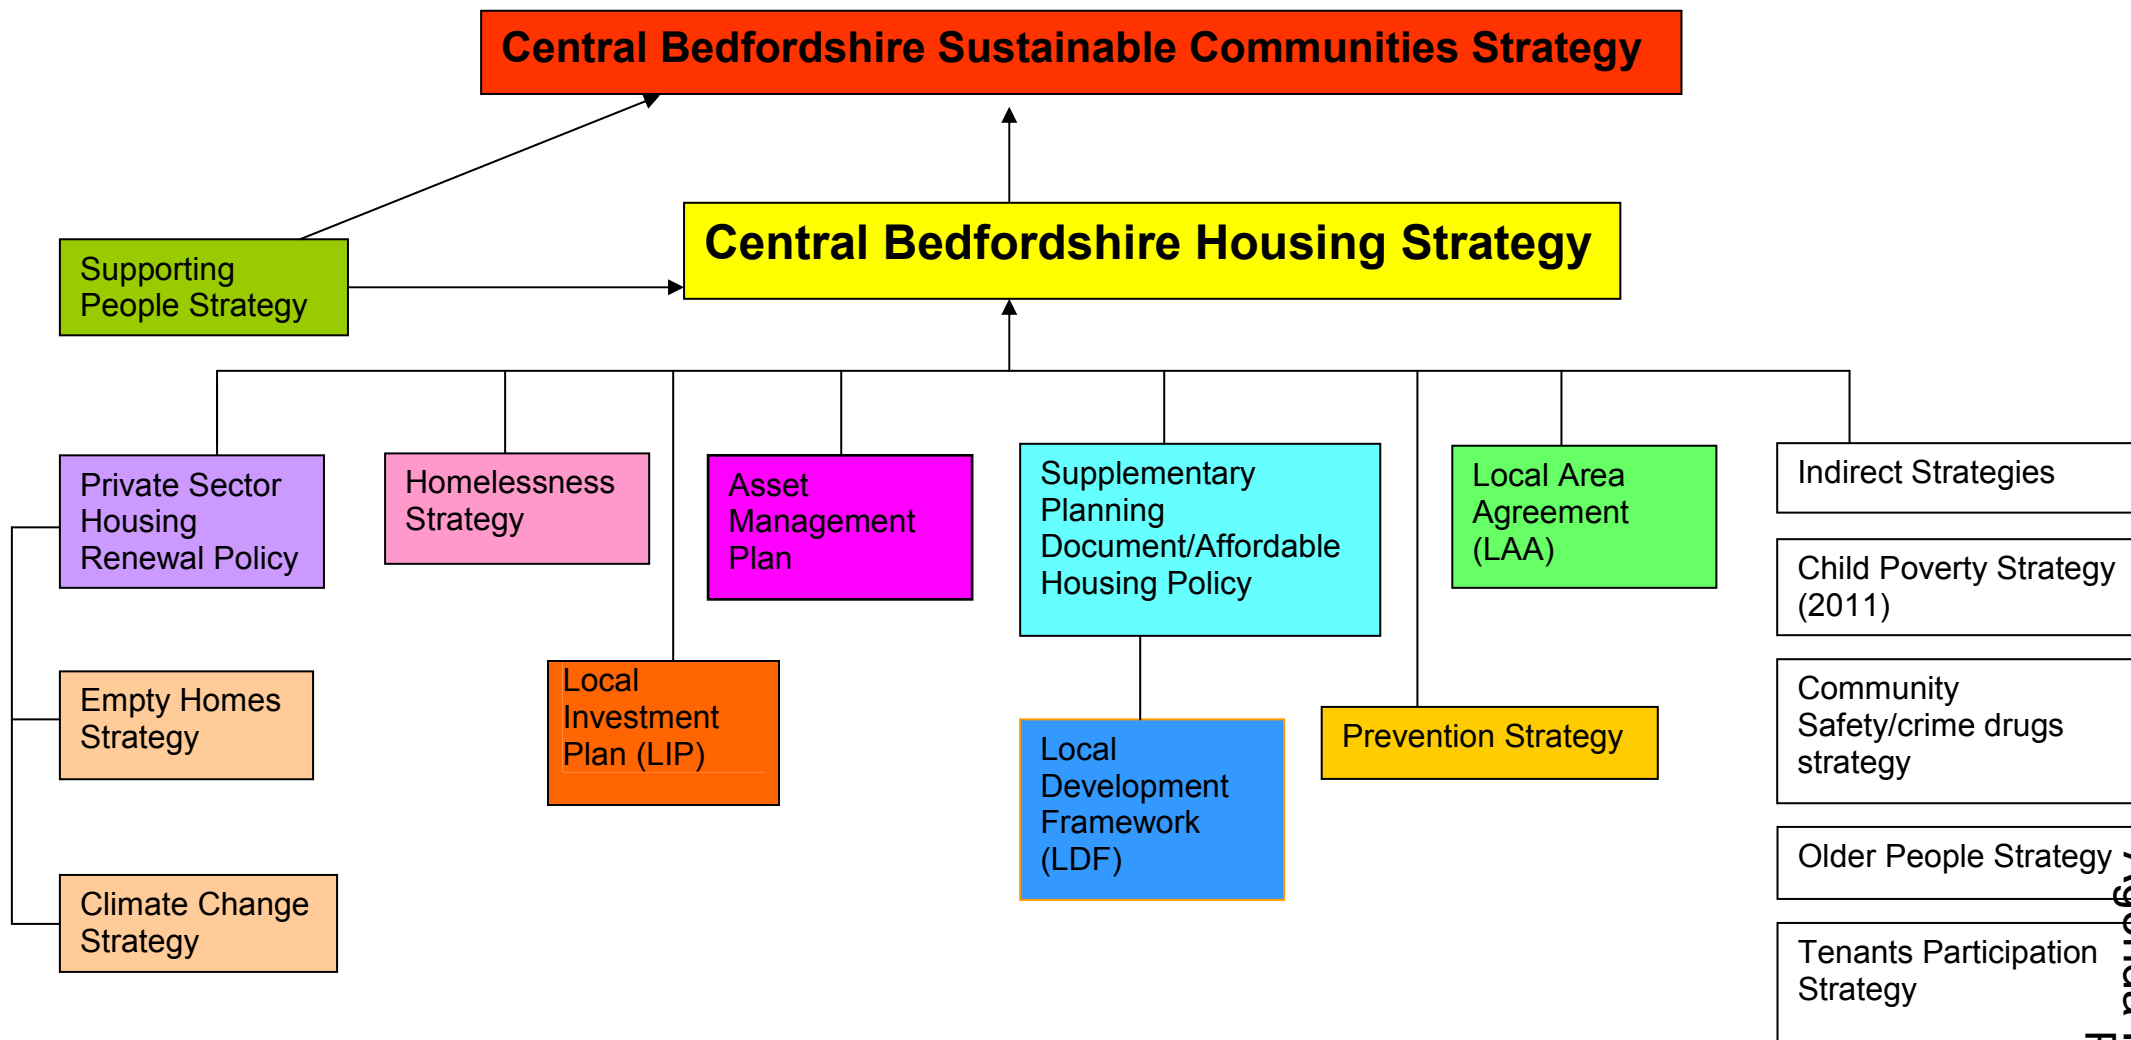 Central Bedfordshire Sustainable Communities Strategy
Central Bedfordshire Housing Strategy
Supporting
People Strategy
Private Sector
Housing
Renewal Policy
Homelessness
Strategy
Asset
Management
Plan
Supplementary
Planning
Document/Affordable
Housing Policy
Local Area
Agreement
(LAA)
Indirect Strategies
Child Poverty Strategy
(2011)
Empty Homes
Strategy
Local
Investment
Plan (LIP)
Local
Development
Framework
(LDF)
Prevention Strategy
Community
Safety/crime drugs
strategy
Older People Strategy
Climate Change
Strategy
Tenants Participation
Strategy